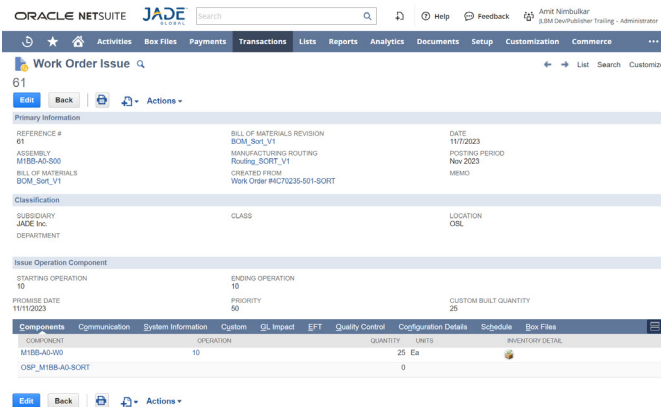 ORACLE NETSUITE JADE GLOBAL Search Help Feedback Amit Nimbulkar
JLBM Dev/Publisher Trailing - Administrator
Activities Box Files Payments Transactions Lists Reports Analytics Documents Setup Customization Commerce
Work Order Issue List Search Customize
61
Edit Back Actions
Primary Information
REFERENCE # BILL OF MATERIALS REVISION DATE
61 BOM_Sort_V1 11/7/2023
ASSEMBLY MANUFACTURING ROUTING POSTING PERIOD
M1BB-A0-S00 Routing_SORT_V1 Nov 2023
BILL OF MATERIALS CREATED FROM MEMO
BOM_Sort_V1 Work Order #4C70235-501-SORT
Classification
SUBSIDIARY CLASS LOCATION
JADE Inc. OSL
DEPARTMENT
Issue Operation Component
STARTING OPERATION ENDING OPERATION
10 10
PROMISE DATE PRIORITY CUSTOM BUILT QUANTITY
11/11/2023 50 25
Components Communication System Information Custom GL Impact EFT Quality Control Configuration Details Schedule Box Files
COMPONENT OPERATION QUANTITY UNITS INVENTORY DETAIL
M1BB-A0-W0 10 25 Ea
OSP_M1BB-A0-SORT 0
Edit Back Actions